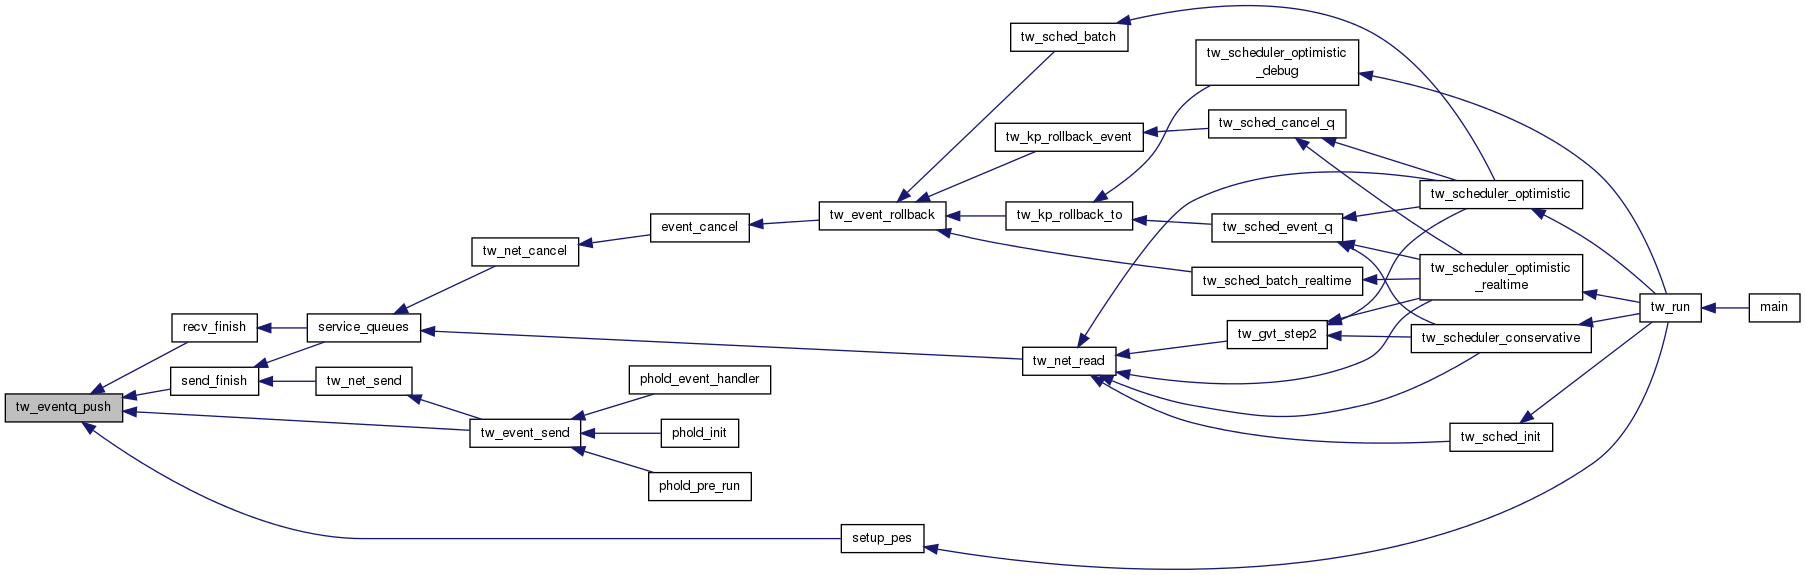 tw_sched_batch
tw_scheduler_optimistic
_debug
tw_sched_cancel_q
tw_kp_rollback_event
tw_scheduler_optimistic
tw_event_rollback
tw_kp_rollback_to
event_cancel
tw_sched_event_q
tw_net_cancel
tw_scheduler_optimistic
_realtime
tw_sched_batch_realtime
tw_run
main
recv_finish
service_queues
tw_gvt_step2
tw_scheduler_conservative
tw_net_read
send_finish
tw_net_send
phold_event_handler
tw_eventq_push
tw_event_send
phold_init
tw_sched_init
phold_pre_run
setup_pes